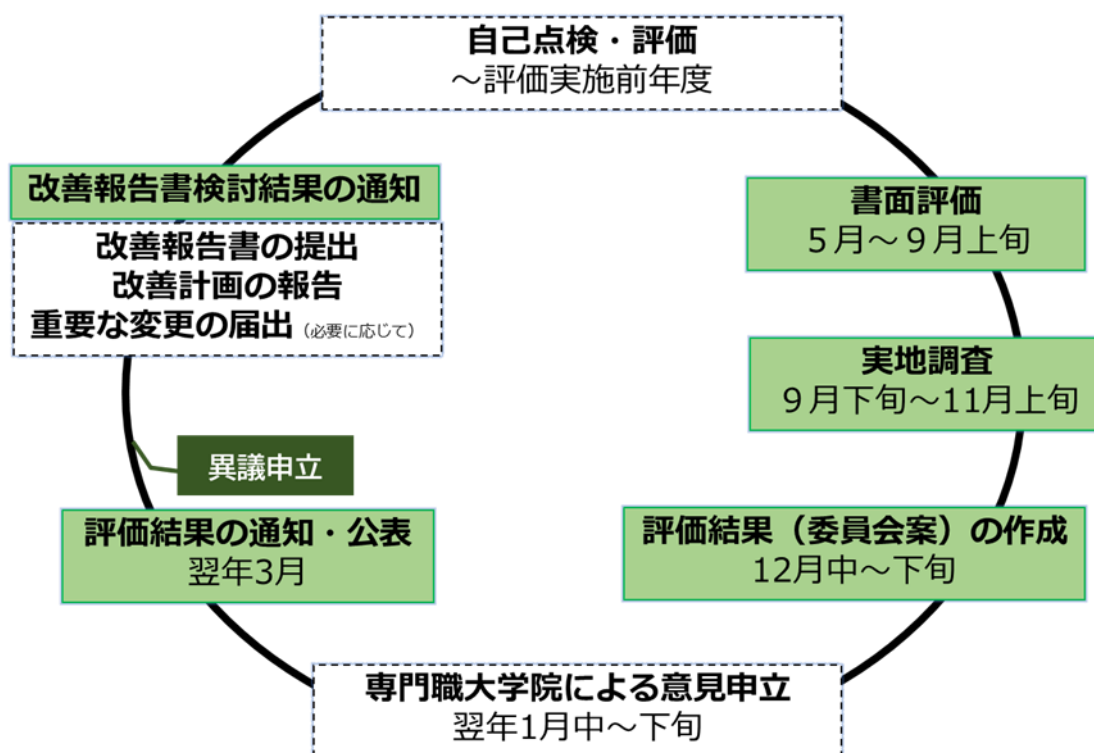 自己点検・評価
～評価実施前年度
書面評価
５月～９月上旬
実地調査
９月下旬～11月上旬
評価結果（委員会案）の作成
12月中～下旬
専門職大学院による意見申立
翌年1月中～下旬
評価結果の通知・公表
翌年3月
異議申立
改善報告書の提出
改善計画の報告
重要な変更の届出（必要に応じて）
改善報告書検討結果の通知